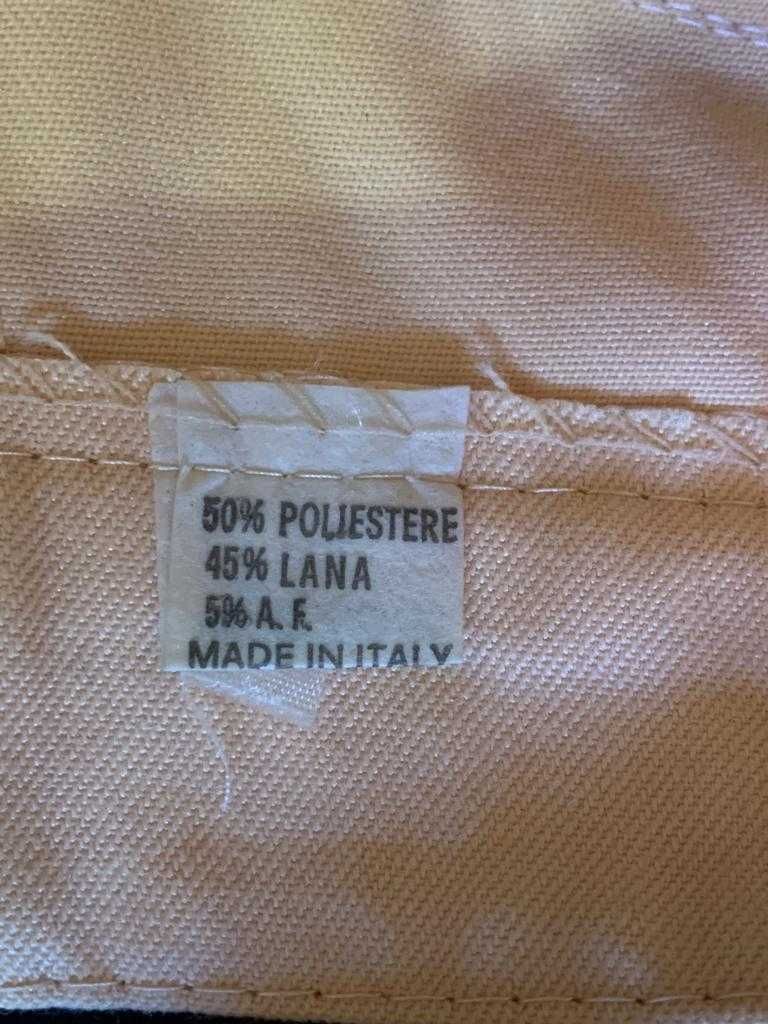 50% POLIESTERE
45% LANA
5% A. F.
MADE IN ITALY